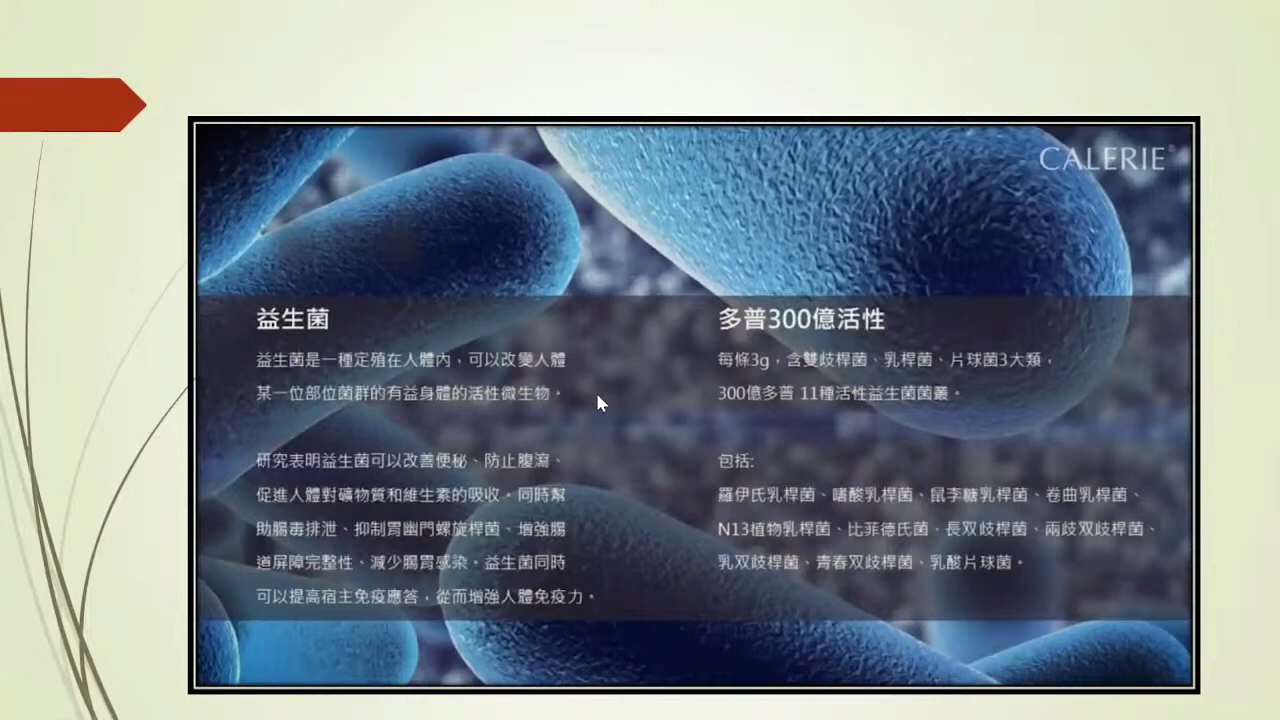 CALERIE®
益生菌
益生菌是一種定殖在人體內，可以改變人體
某一位部位菌群的有益身體的活性微生物。
研究表明益生菌可以改善便秘、防止腹瀉、
促進人體對礦物質和維生素的吸收。同時幫
助腸毒排泄、抑制胃幽門螺旋桿菌、增強腸
道屏障完整性、減少腸胃感染。益生菌同時
可以提高宿主免疫應答，從而增強人體免疫力。
多普300億活性
每條3g，含雙歧桿菌、乳桿菌、片球菌3大類，
300億多普 11種活性益生菌菌叢。
包括:
羅伊氏乳桿菌、嗜酸乳桿菌、鼠李糖乳桿菌、卷曲乳桿菌、
N13植物乳桿菌、比菲德氏菌．長双歧桿菌、兩歧双歧桿菌、
乳双歧桿菌、青春双歧桿菌、乳酸片球菌。